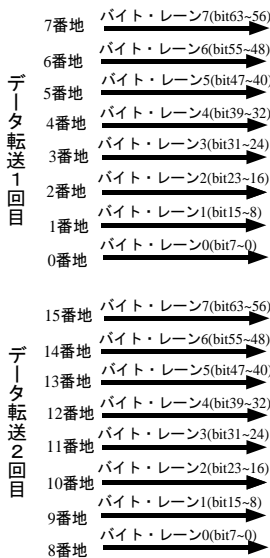 データ転送1回目
7番地 バイト・レーン7(bit63~56)
6番地 バイト・レーン6(bit55~48)
5番地 バイト・レーン5(bit47~40)
4番地 バイト・レーン4(bit39~32)
3番地 バイト・レーン3(bit31~24)
2番地 バイト・レーン2(bit23~16)
1番地 バイト・レーン1(bit15~8)
0番地 バイト・レーン0(bit7~0)
データ転送2回目
15番地 バイト・レーン7(bit63~56)
14番地 バイト・レーン6(bit55~48)
13番地 バイト・レーン5(bit47~40)
12番地 バイト・レーン4(bit39~32)
11番地 バイト・レーン3(bit31~24)
10番地 バイト・レーン2(bit23~16)
9番地 バイト・レーン1(bit15~8)
8番地 バイト・レーン0(bit7~0)